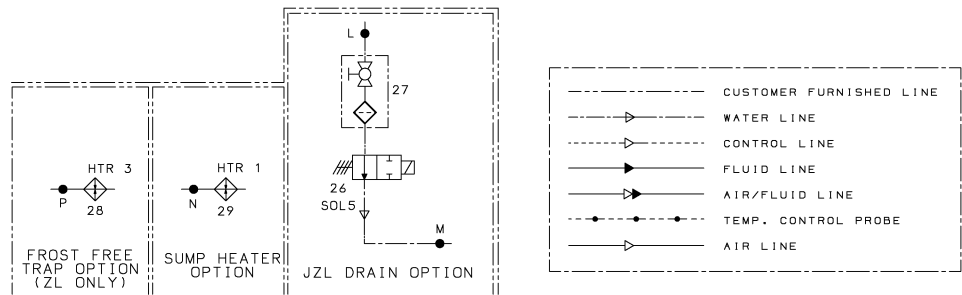 L
27
26
SOL5
M
JZL DRAIN OPTION
HTR 3
P
28
FROST FREE
TRAP OPTION
(ZL ONLY)
HTR 1
N
29
SUMP HEATER
OPTION
CUSTOMER FURNISHED LINE
WATER LINE
CONTROL LINE
FLUID LINE
AIR/FLUID LINE
TEMP. CONTROL PROBE
AIR LINE